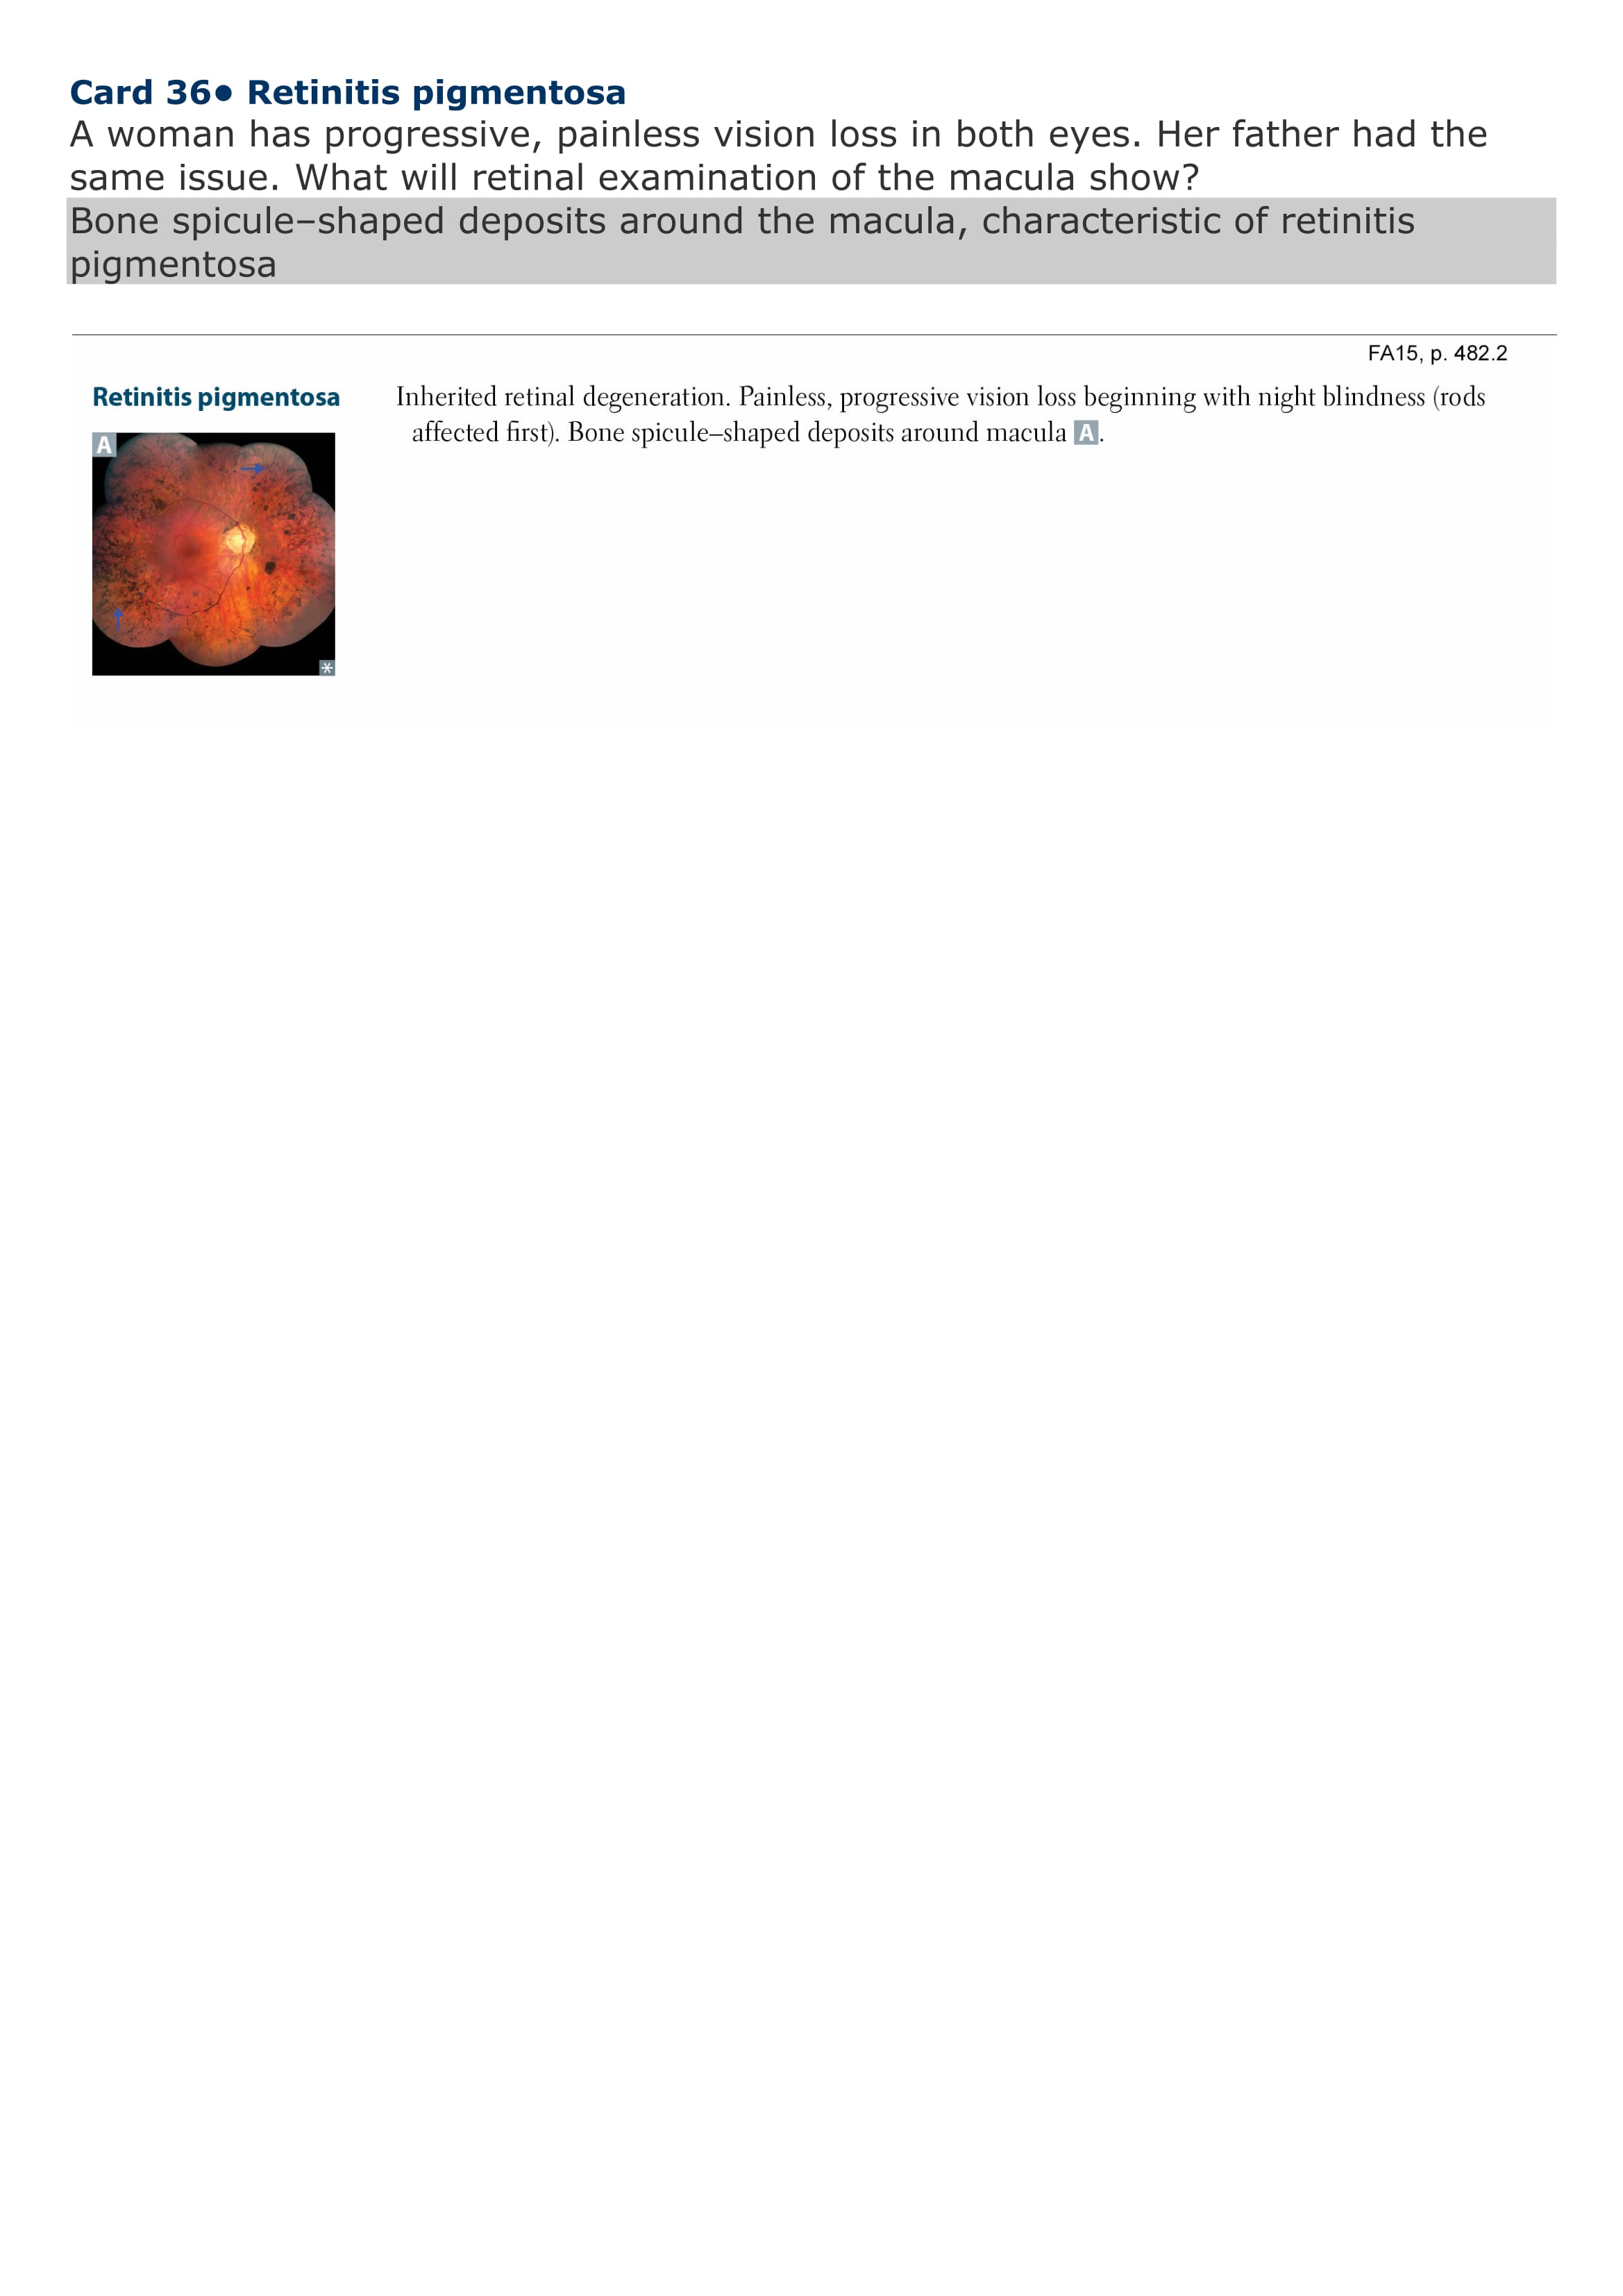 Card 36• Retinitis pigmentosa
A woman has progressive, painless vision loss in both eyes. Her father had the
same issue. What will retinal examination of the macula show?
Bone spicule–shaped deposits around the macula, characteristic of retinitis
pigmentosa
FA15, p. 482.2
Retinitis pigmentosa
Inherited retinal degeneration. Painless, progressive vision loss beginning with night blindness (rods
affected first). Bone spicule–shaped deposits around macula A.
A
*